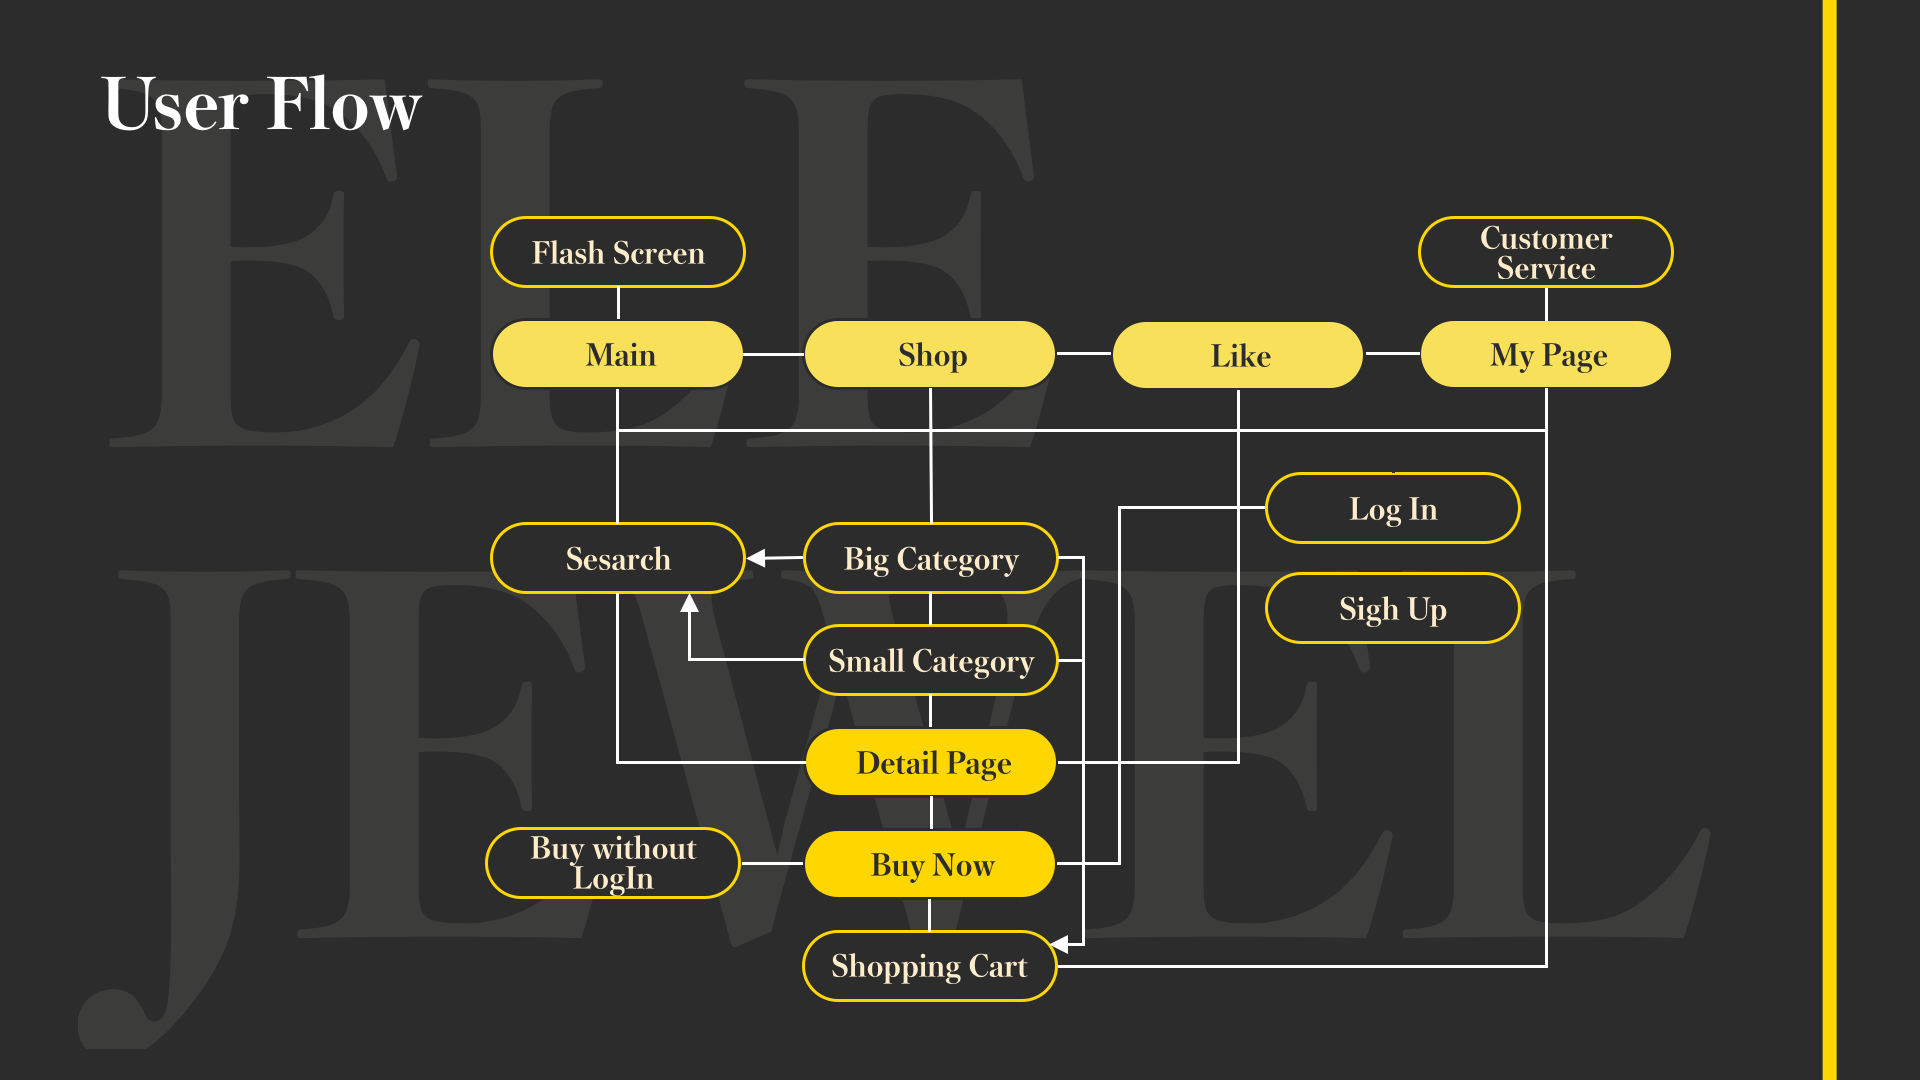 User Flow
ELE
JEWEL
Flash Screen
Customer
Service
Main
Shop
Like
My Page
Log In
Sesarch
Big Category
Sigh Up
Small Category
Detail Page
Buy without
LogIn
Buy Now
Shopping Cart